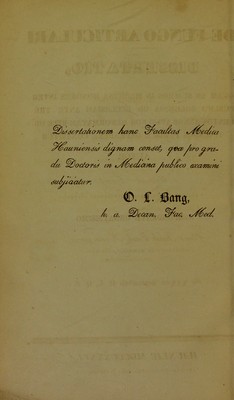 Dissertationem hanc Facultas Medica
Hauniensis dignam censet, qva pro gra-
du Doctoris in Medicina publico examini
subjiciatur.
O. L. Bang,
h. a. Decan. Fac. Med.